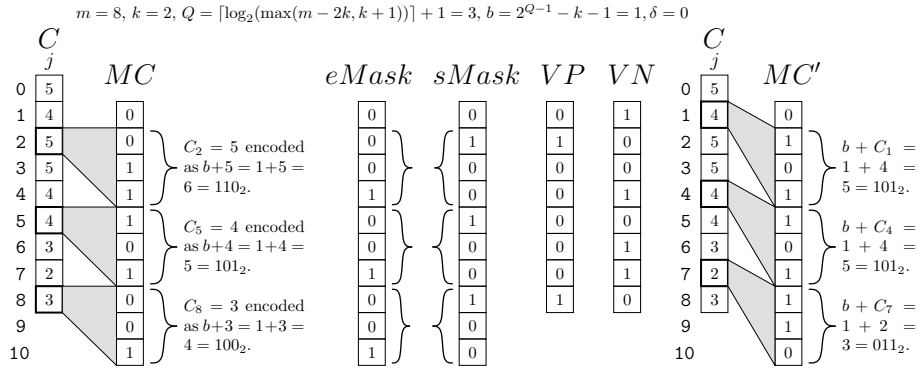 m = 8, k = 2, Q = ⌈log₂(max(m − 2k, k + 1))⌉ + 1 = 3, b = 2^{Q−1} − k − 1 = 1, δ = 0
C MC eMask sMask VP VN C MC′
j j
0 5 5
1 4 0 0 0 0 1 4 0
2 5 0 0 1 1 0 5 1
3 5 1 0 0 0 0 5 0
4 4 1 1 0 0 1 4 1
5 4 1 0 1 0 0 4 1
6 3 0 0 0 0 1 3 0
7 2 1 1 0 0 1 2 1
8 3 0 0 1 1 0 3 1
9 0 0 0 1
10 1 1 0 0
C₂ = 5 encoded
as b+5 = 1+5 =
6 = 110₂.
C₅ = 4 encoded
as b+4 = 1+4 =
5 = 101₂.
C₈ = 3 encoded
as b+3 = 1+3 =
4 = 100₂.
0
1
2
3
4
5
6
7
8
9
10
b + C₁ =
1 + 4 =
5 = 101₂.
b + C₄ =
1 + 4 =
5 = 101₂.
b + C₇ =
1 + 2 =
3 = 011₂.